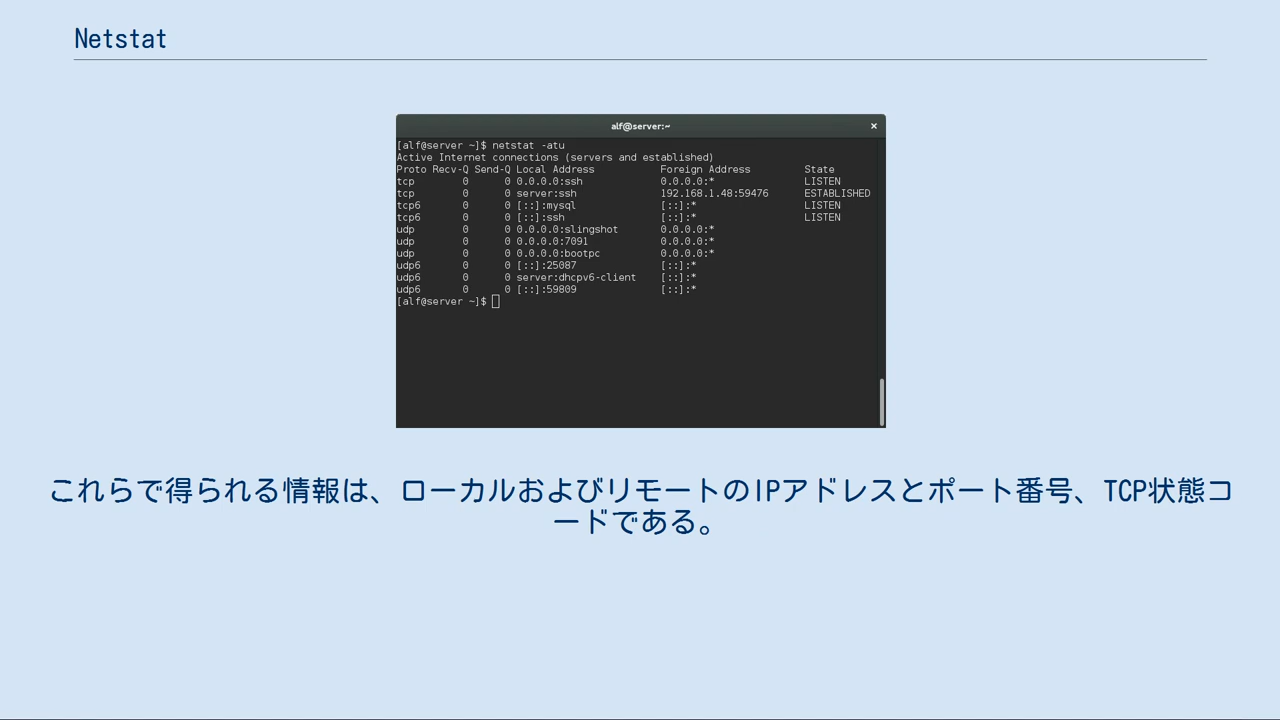 Netstat
alf@server:~ ×
[alf@server ~]$ netstat -atu
Active Internet connections (servers and established)
Proto Recv-Q Send-Q Local Address Foreign Address State
tcp 0 0 0.0.0.0:ssh 0.0.0.0:* LISTEN
tcp 0 0 server:ssh 192.168.1.48:59476 ESTABLISHED
tcp6 0 0 [::]:mysql [::]:* LISTEN
tcp6 0 0 [::]:ssh [::]:* LISTEN
udp 0 0 0.0.0.0:slingshot 0.0.0.0:*
udp 0 0 0.0.0.0:7091 0.0.0.0:*
udp 0 0 0.0.0.0:bootpc 0.0.0.0:*
udp6 0 0 [::]:25087 [::]:*
udp6 0 0 server:dhcpv6-client [::]:*
udp6 0 0 [::]:59809 [::]:*
[alf@server ~]$
これらで得られる情報は、ローカルおよびリモートのIPアドレスとポート番号、TCP状態コ
ードである。